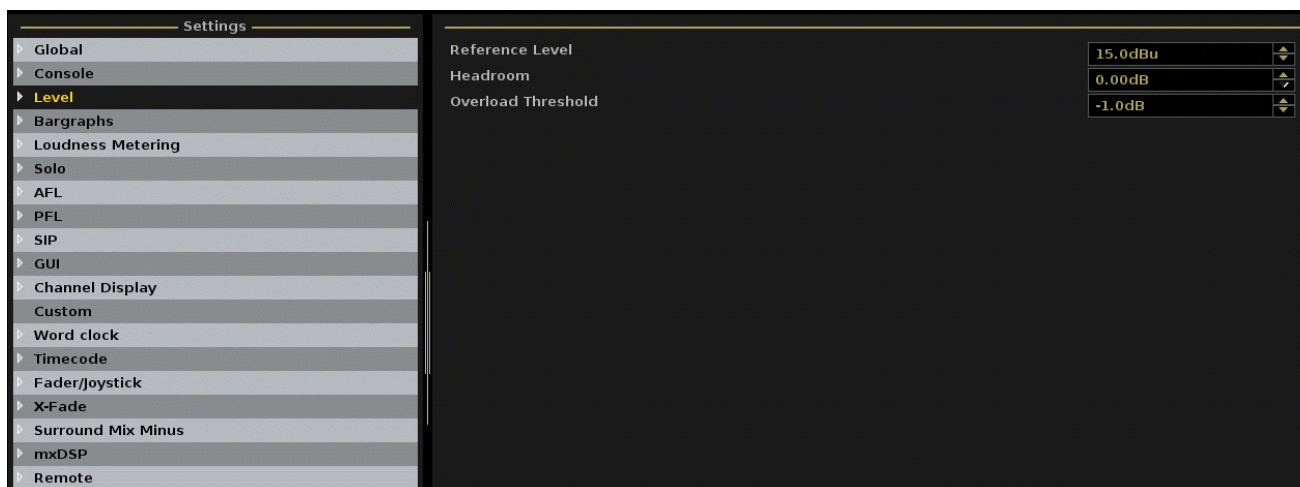 Settings
Global
Console
Level
Bargraphs
Loudness Metering
Solo
AFL
PFL
SIP
GUI
Channel Display
Custom
Word clock
Timecode
Fader/Joystick
X-Fade
Surround Mix Minus
mxDSP
Remote
Reference Level 15.0dBu
Headroom 0.00dB
Overload Threshold -1.0dB